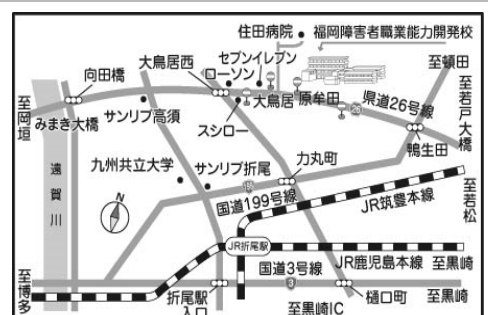 住田病院
福岡障害者職業能力開発校
セブンイレブン
大鳥居西
ローソン
至頓田
向田橋
至岡垣
みまき大橋
サンリブ高須
スシロー
大鳥居
原牟田
県道26号線
26
至若戸大橋
鴨生田
遠賀川
九州共立大学
サンリブ折尾
力丸町
N
国道199号線
JR筑豊本線
至若松
JR折尾駅
JR鹿児島本線
至黒崎
国道3号線
3
至博多
折尾駅
入口
至黒崎IC
樋口町
至黒崎